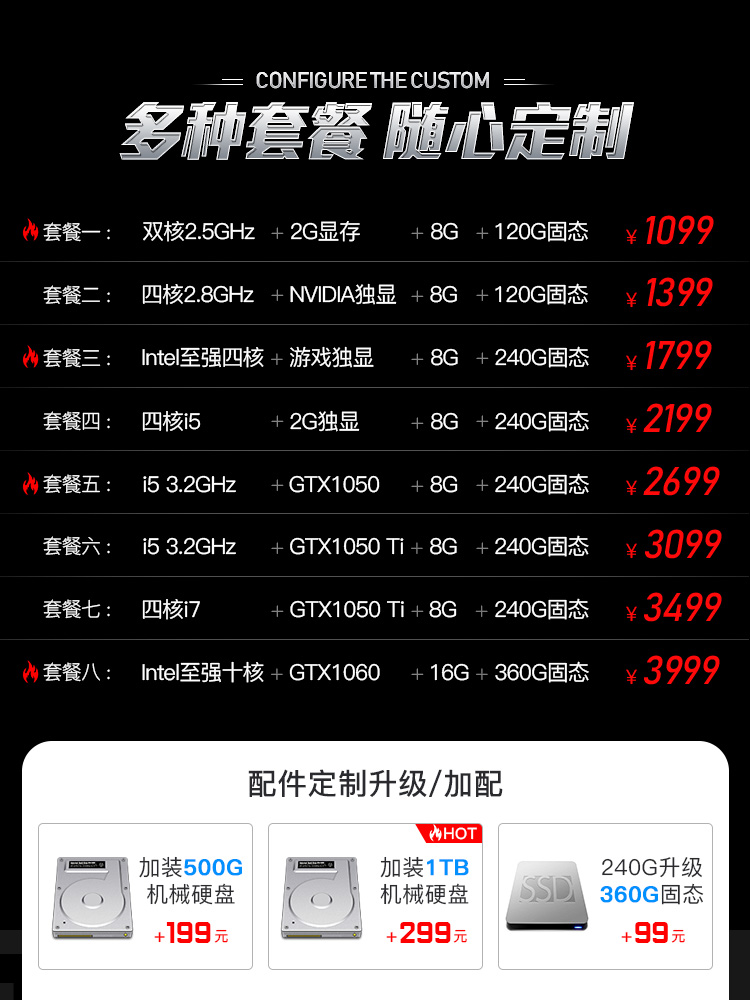 CONFIGURE THE CUSTOM
多种套餐 随心定制
套餐一： 双核2.5GHz + 2G显存 + 8G + 120G固态 ¥1099
套餐二： 四核2.8GHz + NVIDIA独显 + 8G + 120G固态 ¥1399
套餐三： Intel至强四核 + 游戏独显 + 8G + 240G固态 ¥1799
套餐四： 四核i5 + 2G独显 + 8G + 240G固态 ¥2199
套餐五： i5 3.2GHz + GTX1050 + 8G + 240G固态 ¥2699
套餐六： i5 3.2GHz + GTX1050 Ti + 8G + 240G固态 ¥3099
套餐七： 四核i7 + GTX1050 Ti + 8G + 240G固态 ¥3499
套餐八： Intel至强十核 + GTX1060 + 16G + 360G固态 ¥3999
配件定制升级/加配
加装500G
机械硬盘
+199元
HOT
加装1TB
机械硬盘
+299元
SSD
240G升级
360G固态
+99元